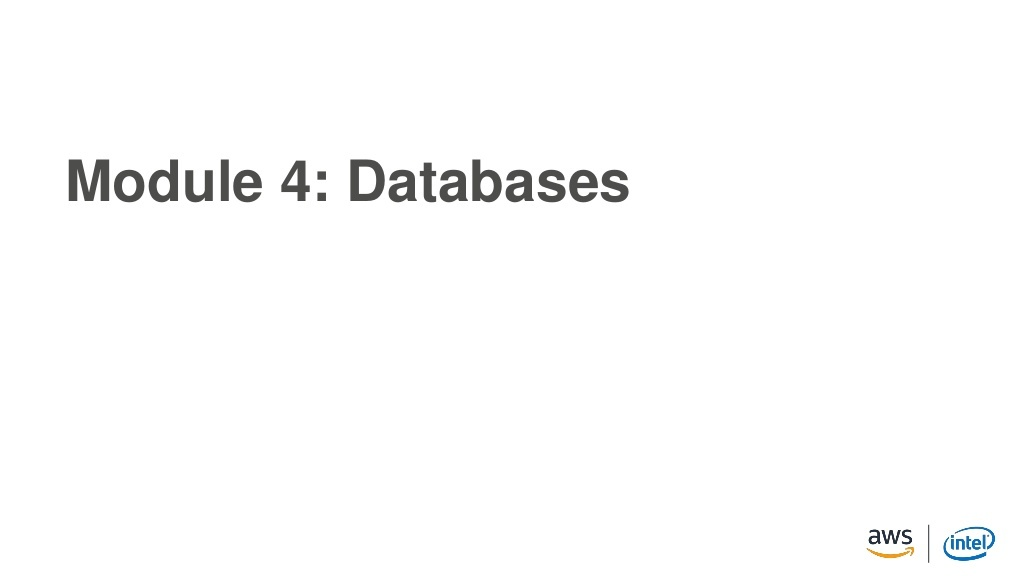 Module 4: Databases
aws
intel